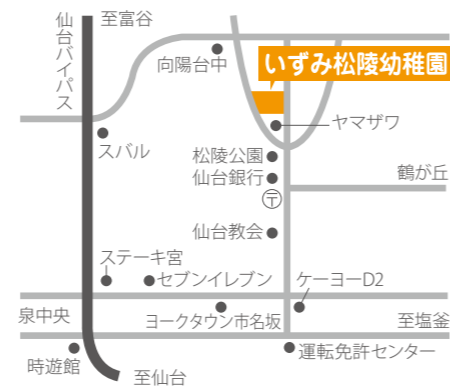 仙台バイパス
至富谷
向陽台中
いずみ松陵幼稚園
ヤマザワ
スバル
松陵公園
仙台銀行
鶴が丘
〒
仙台教会
ステーキ宮
セブンイレブン
ケーヨーD2
泉中央
ヨークタウン市名坂
至塩釜
時遊館
至仙台
運転免許センター